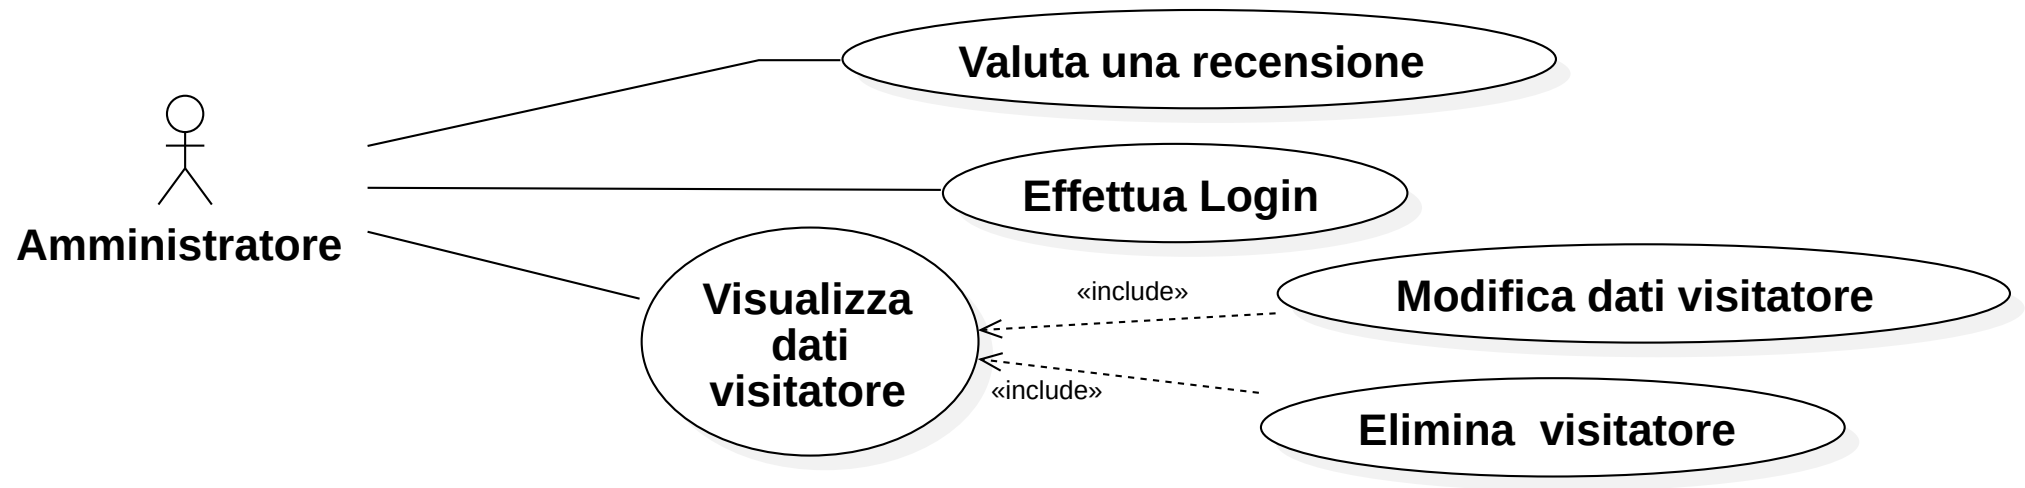 Valuta una recensione
Amministratore
Effettua Login
Visualizza
dati
visitatore
«include»
Modifica dati visitatore
«include»
Elimina  visitatore